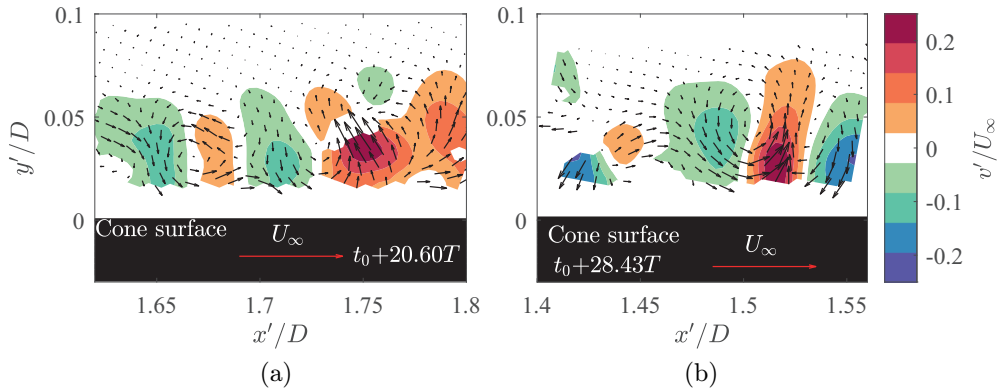 0.1
0.05
0
y′/D
Cone surface
U∞
t₀+20.60T
1.65
1.7
1.75
1.8
x′/D
(a)
Cone surface
U∞
t₀+28.43T
1.4
1.45
1.5
1.55
x′/D
(b)
0.1
0.05
0
0.2
0.1
0
-0.1
-0.2
v′/U∞